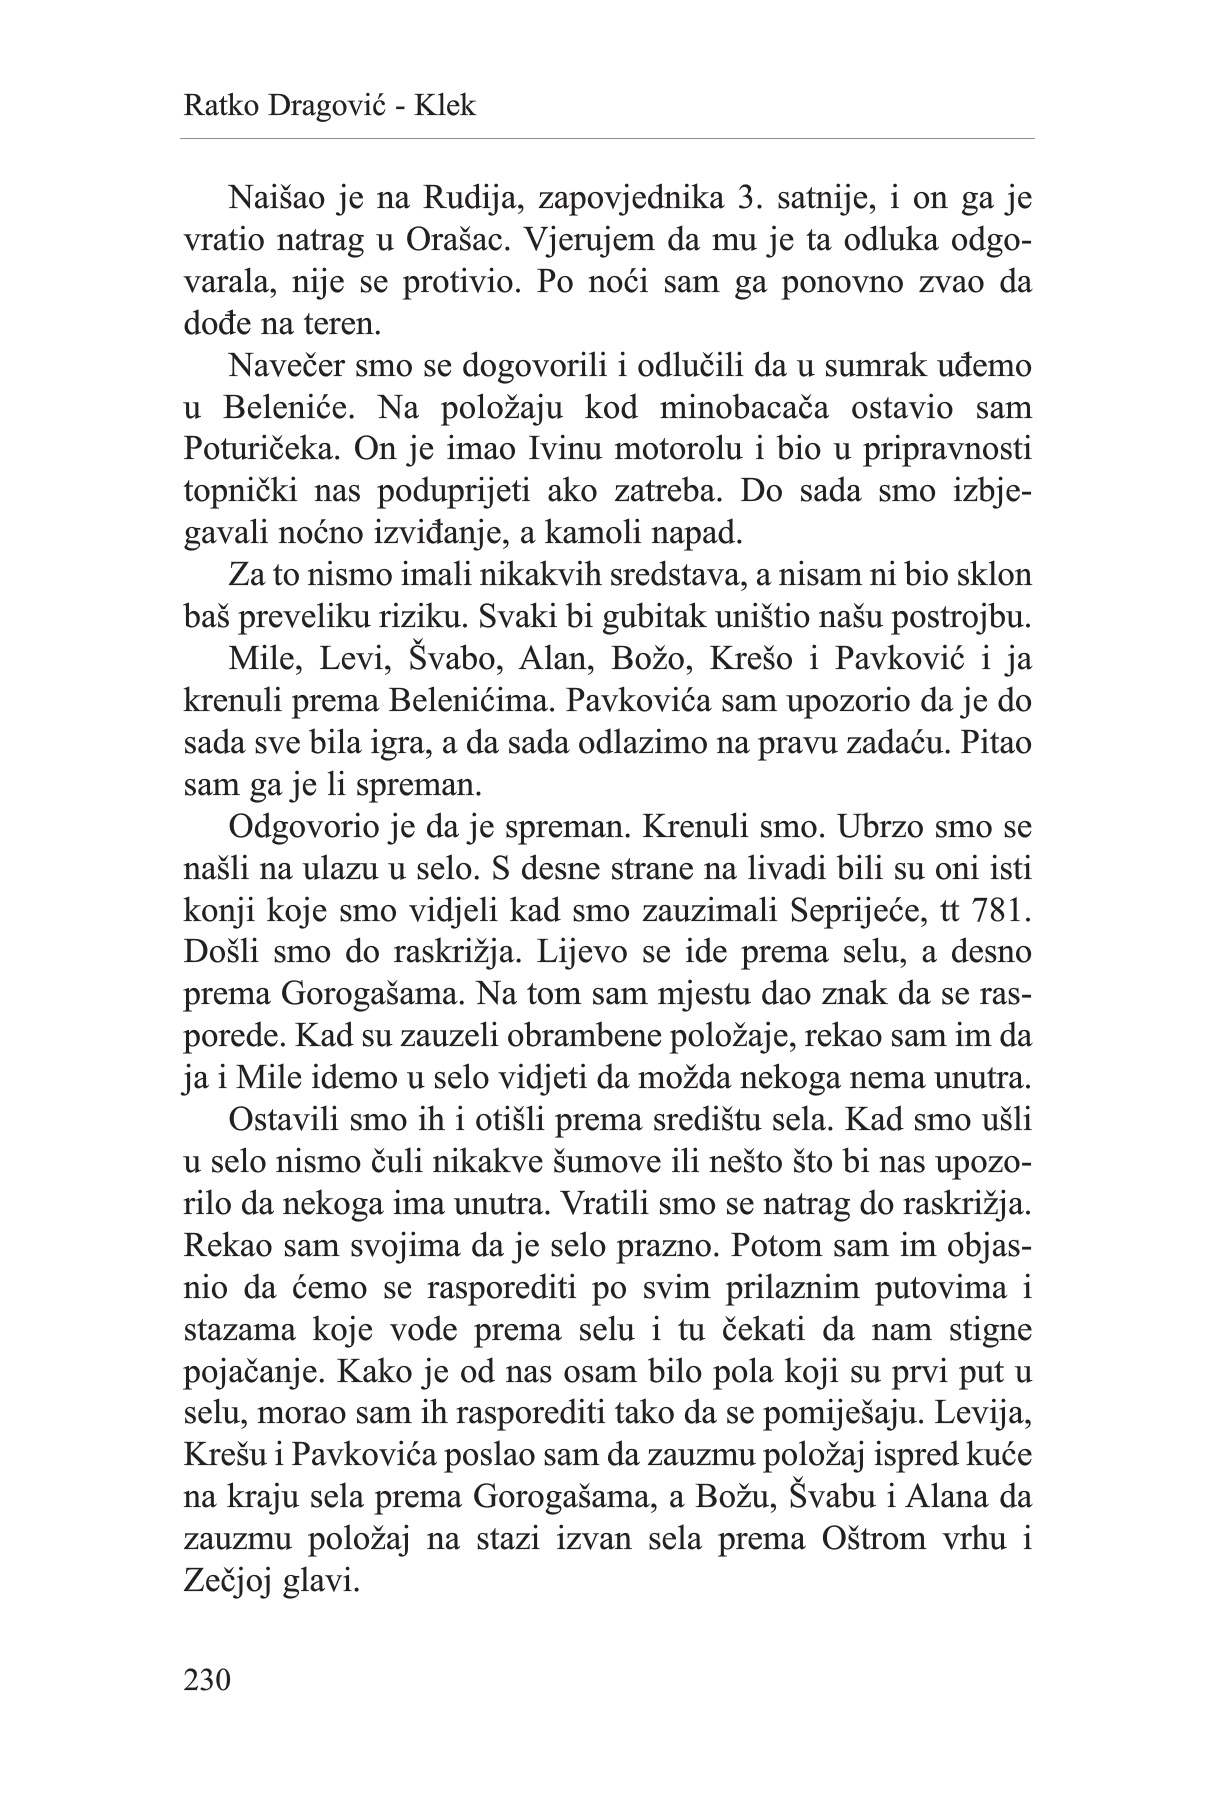 Ratko Dragović - Klek
Naišao je na Rudija, zapovjednika 3. satnije, i on ga je
vratio natrag u Orašac. Vjerujem da mu je ta odluka odgo-
varala, nije se protivio. Po noći sam ga ponovno zvao da
dođe na teren.
Navečer smo se dogovorili i odlučili da u sumrak uđemo
u Beleniće. Na položaju kod minobacača ostavio sam
Poturičeka. On je imao Ivinu motorolu i bio u pripravnosti
topnički nas poduprijeti ako zatreba. Do sada smo izbje-
gavali noćno izviđanje, a kamoli napad.
Za to nismo imali nikakvih sredstava, a nisam ni bio sklon
baš preveliku riziku. Svaki bi gubitak uništio našu postrojbu.
Mile, Levi, Švabo, Alan, Božo, Krešo i Pavković i ja
krenuli prema Belenićima. Pavkovića sam upozorio da je do
sada sve bila igra, a da sada odlazimo na pravu zadaću. Pitao
sam ga je li spreman.
Odgovorio je da je spreman. Krenuli smo. Ubrzo smo se
našli na ulazu u selo. S desne strane na livadi bili su oni isti
konji koje smo vidjeli kad smo zauzimali Seprijeće, tt 781.
Došli smo do raskrižja. Lijevo se ide prema selu, a desno
prema Gorogašama. Na tom sam mjestu dao znak da se ras-
porede. Kad su zauzeli obrambene položaje, rekao sam im da
ja i Mile idemo u selo vidjeti da možda nekoga nema unutra.
Ostavili smo ih i otišli prema središtu sela. Kad smo ušli
u selo nismo čuli nikakve šumove ili nešto što bi nas upozo-
rilo da nekoga ima unutra. Vratili smo se natrag do raskrižja.
Rekao sam svojima da je selo prazno. Potom sam im objas-
nio da ćemo se rasporediti po svim prilaznim putovima i
stazama koje vode prema selu i tu čekati da nam stigne
pojačanje. Kako je od nas osam bilo pola koji su prvi put u
selu, morao sam ih rasporediti tako da se pomiješaju. Levija,
Krešu i Pavkovića poslao sam da zauzmu položaj ispred kuće
na kraju sela prema Gorogašama, a Božu, Švabu i Alana da
zauzmu položaj na stazi izvan sela prema Oštrom vrhu i
Zečjoj glavi.
230